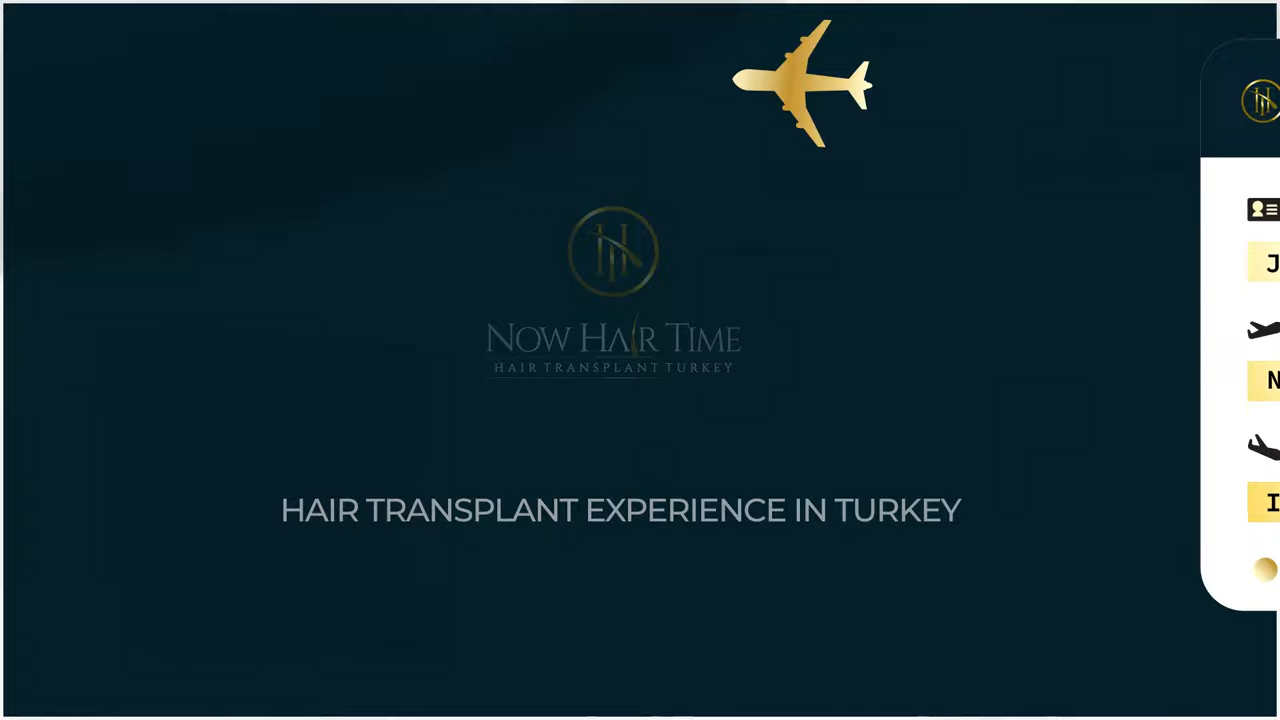 NOW HAIR TIME
HAIR TRANSPLANT TURKEY
HAIR TRANSPLANT EXPERIENCE IN TURKEY
J
N
I